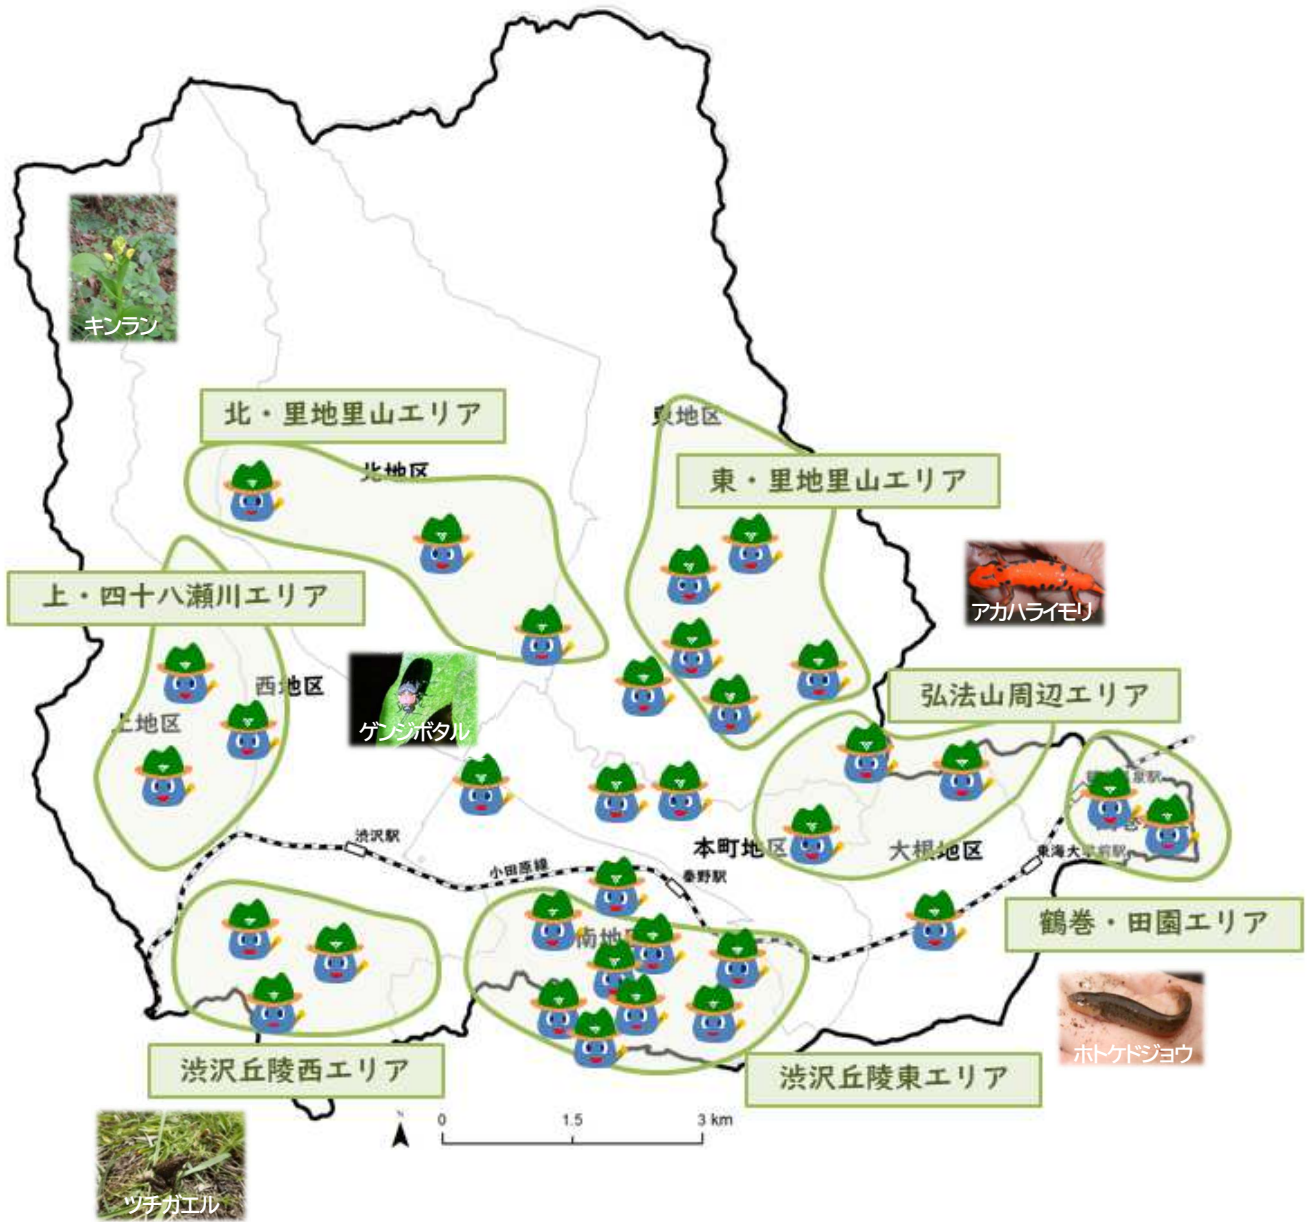 キンラン
北・里地里山エリア
東地区
北地区
東・里地里山エリア
アカハライモリ
上・四十八瀬川エリア
西地区
上地区
ゲンジボタル
弘法山周辺エリア
渋沢駅
小田原線
秦野駅
本町地区
大根地区
東海大学前駅
南地
鶴巻・田園エリア
ホトケドジョウ
渋沢丘陵西エリア
渋沢丘陵東エリア
N
0 1.5 3 km
ツチガエル